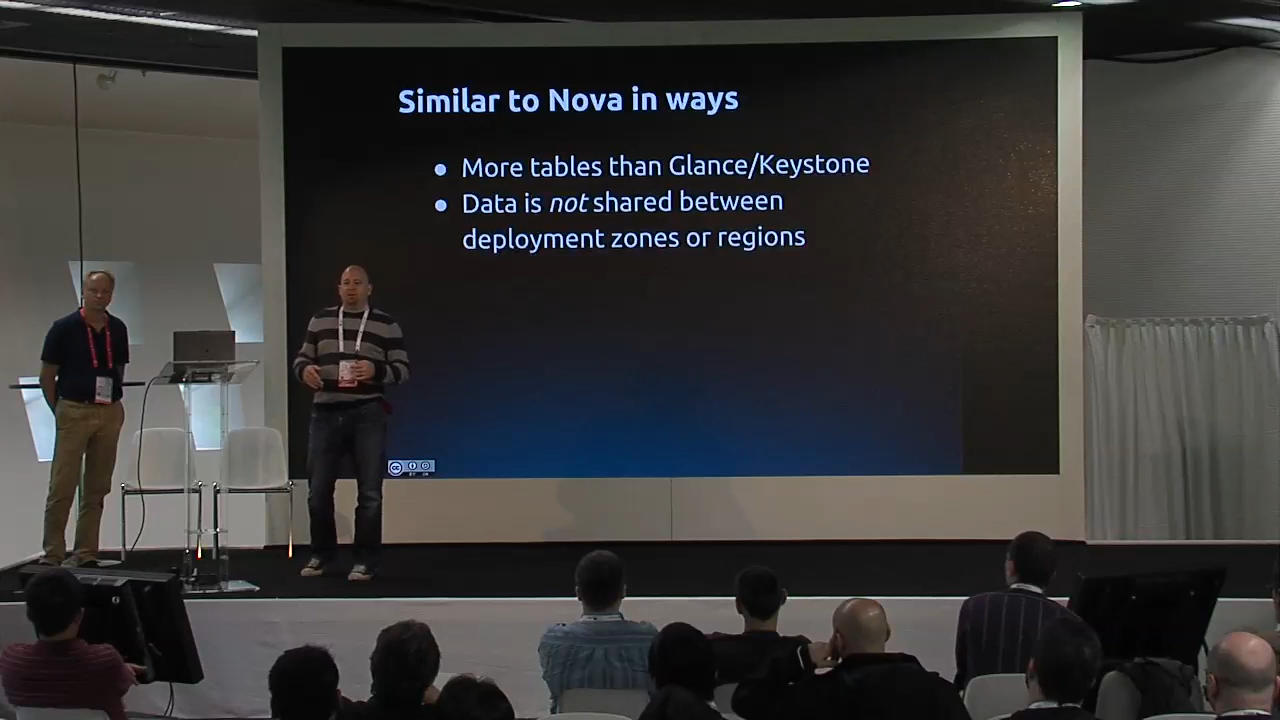 Similar to Nova in ways
● More tables than Glance/Keystone
● Data is not shared between
deployment zones or regions
cc